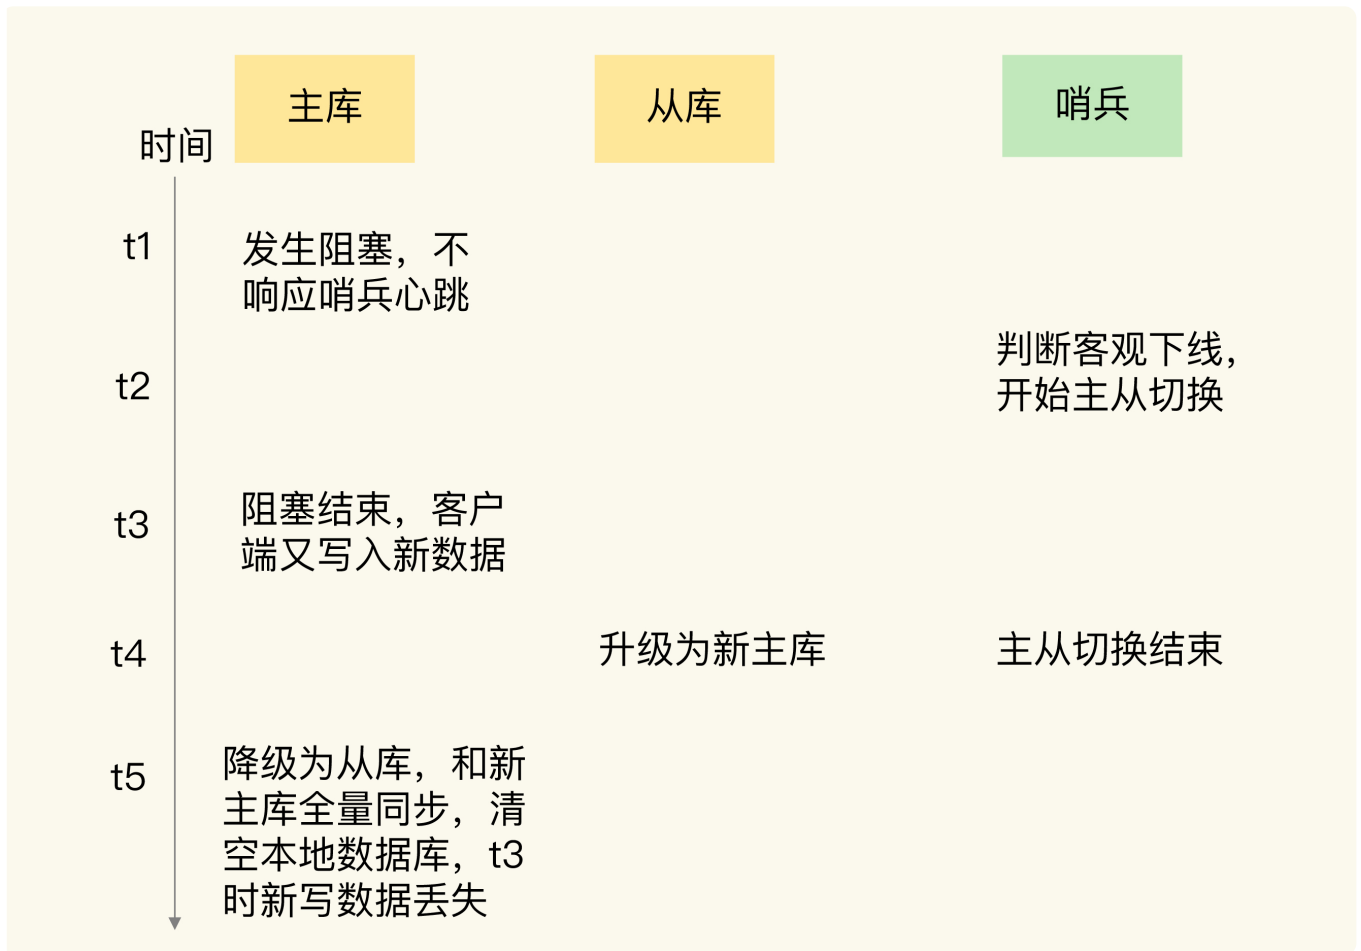 主库
从库
哨兵
时间
t1
发生阻塞，不
响应哨兵心跳
t2
判断客观下线，
开始主从切换
t3
阻塞结束，客户
端又写入新数据
t4
升级为新主库
主从切换结束
t5
降级为从库，和新
主库全量同步，清
空本地数据库，t3
时新写数据丢失